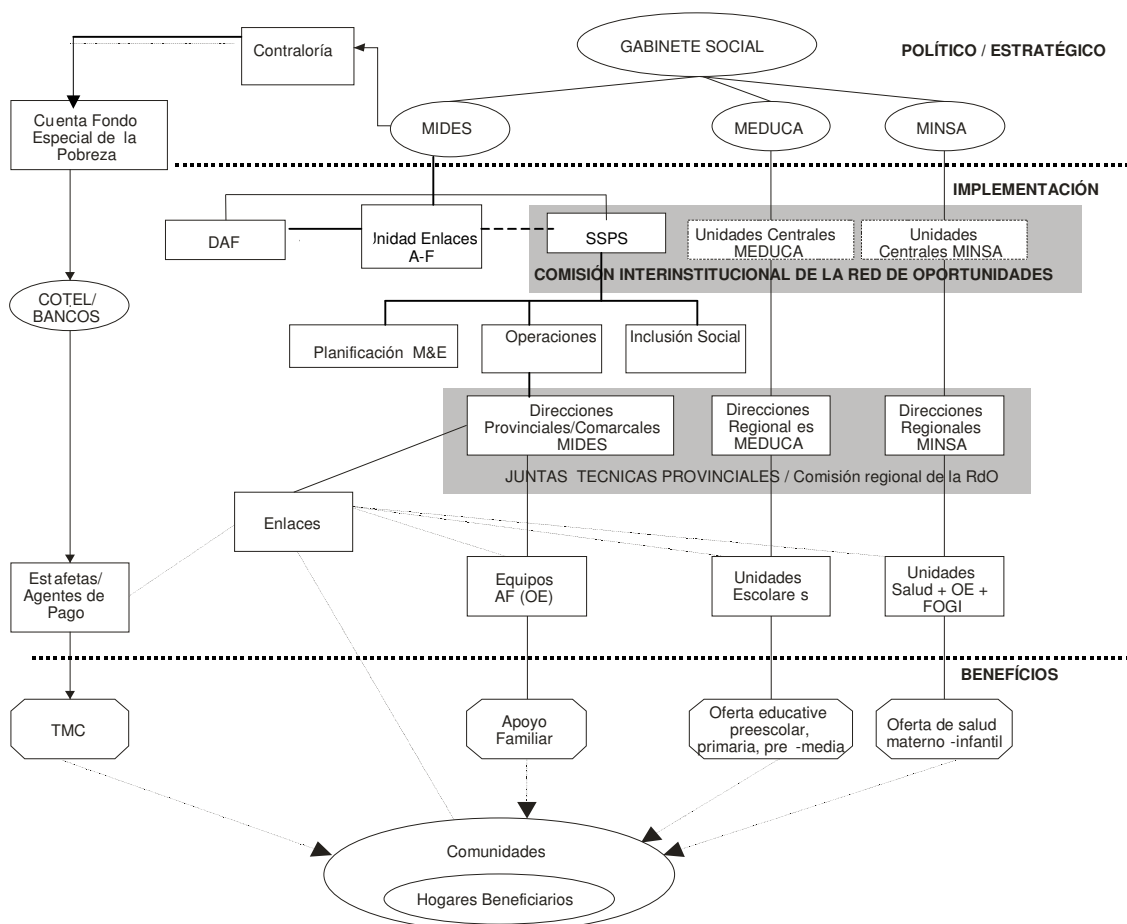 Contraloría
GABINETE SOCIAL
POLÍTICO / ESTRATÉGICO
Cuenta Fondo
Especial de la
Pobreza
MIDES
MEDUCA
MINSA
IMPLEMENTACIÓN
DAF
Unidad Enlaces
A-F
SSPS
Unidades Centrales
MEDUCA
Unidades
Centrales MINSA
COMISIÓN INTERINSTITUCIONAL DE LA RED DE OPORTUNIDADES
COTEL/
BANCOS
Planificación M&E
Operaciones
Inclusión Social
Direcciones
Provinciales/Comarcales
MIDES
Direcciones
Regional es
MEDUCA
Direcciones
Regionales
MINSA
JUNTAS TECNICAS PROVINCIALES / Comisión regional de la RdO
Enlaces
Estafetas/
Agentes de
Pago
Equipos
AF (OE)
Unidades
Escolare s
Unidades
Salud + OE +
FOGI
BENEFÍCIOS
TMC
Apoyo
Familiar
Oferta educative
preescolar,
primaria, pre -media
Oferta de salud
materno -infantil
Comunidades
Hogares Beneficiarios